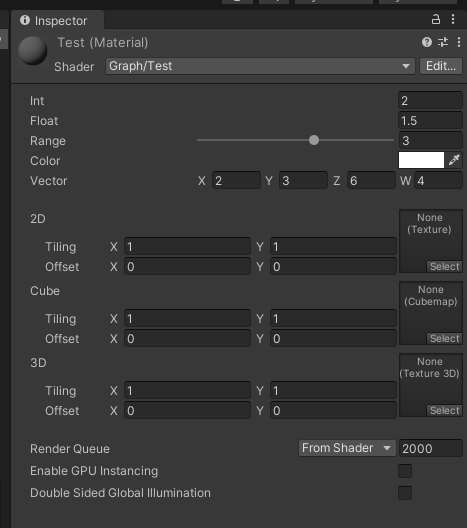 Inspector
Test (Material)
Shader Graph/Test Edit...
Int 2
Float 1.5
Range 3
Color
Vector X 2 Y 3 Z 6 W 4
2D None (Texture)
Tiling X 1 Y 1
Offset X 0 Y 0 Select
Cube None (Cubemap)
Tiling X 1 Y 1
Offset X 0 Y 0 Select
3D None (Texture 3D)
Tiling X 1 Y 1
Offset X 0 Y 0 Select
Render Queue From Shader 2000
Enable GPU Instancing
Double Sided Global Illumination